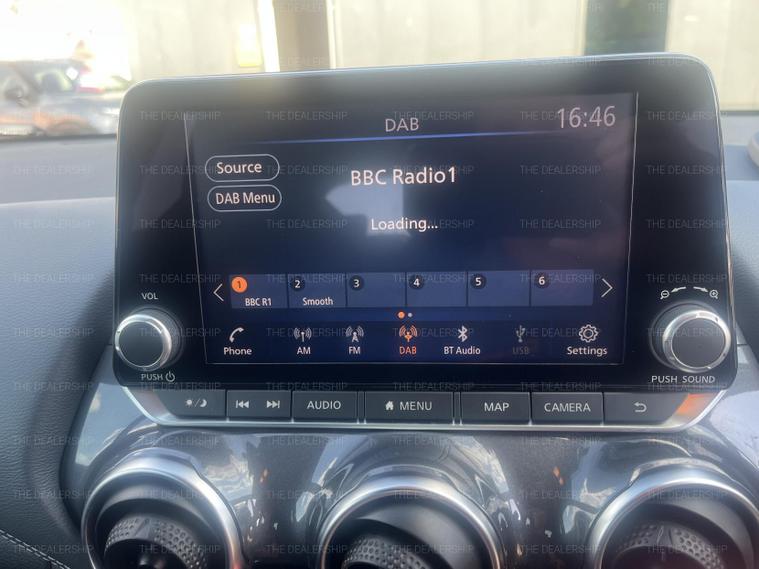 DAB
16:46
Source
BBC Radio1
DAB Menu
Loading...
1 2 3 4 5 6
BBC R1 Smooth
VOL
PUSH
Phone AM FM DAB BT Audio USB Settings
PUSH SOUND
AUDIO MENU MAP CAMERA
THE DEALERSHIP